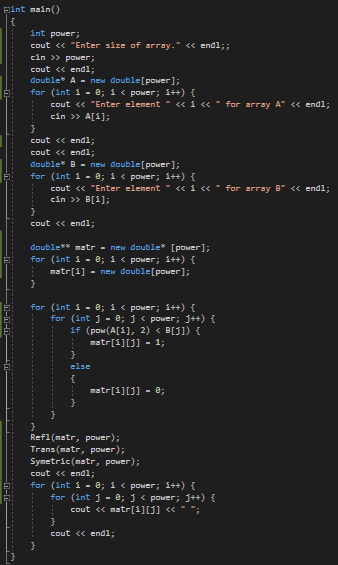 int main()
{
int power;
cout << "Enter size of array." << endl;;
cin >> power;
cout << endl;
double* A = new double[power];
for (int i = 0; i < power; i++) {
cout << "Enter element " << i << " for array A" << endl;
cin >> A[i];
}
cout << endl;
cout << endl;
double* B = new double[power];
for (int i = 0; i < power; i++) {
cout << "Enter element " << i << " for array B" << endl;
cin >> B[i];
}
cout << endl;
double** matr = new double* [power];
for (int i = 0; i < power; i++) {
matr[i] = new double[power];
}
for (int i = 0; i < power; i++) {
for (int j = 0; j < power; j++) {
if (pow(A[i], 2) < B[j]) {
matr[i][j] = 1;
}
else
{
matr[i][j] = 0;
}
}
}
Refl(matr, power);
Trans(matr, power);
Symetric(matr, power);
cout << endl;
for (int i = 0; i < power; i++) {
for (int j = 0; j < power; j++) {
cout << matr[i][j] << " ";
}
cout << endl;
}
}